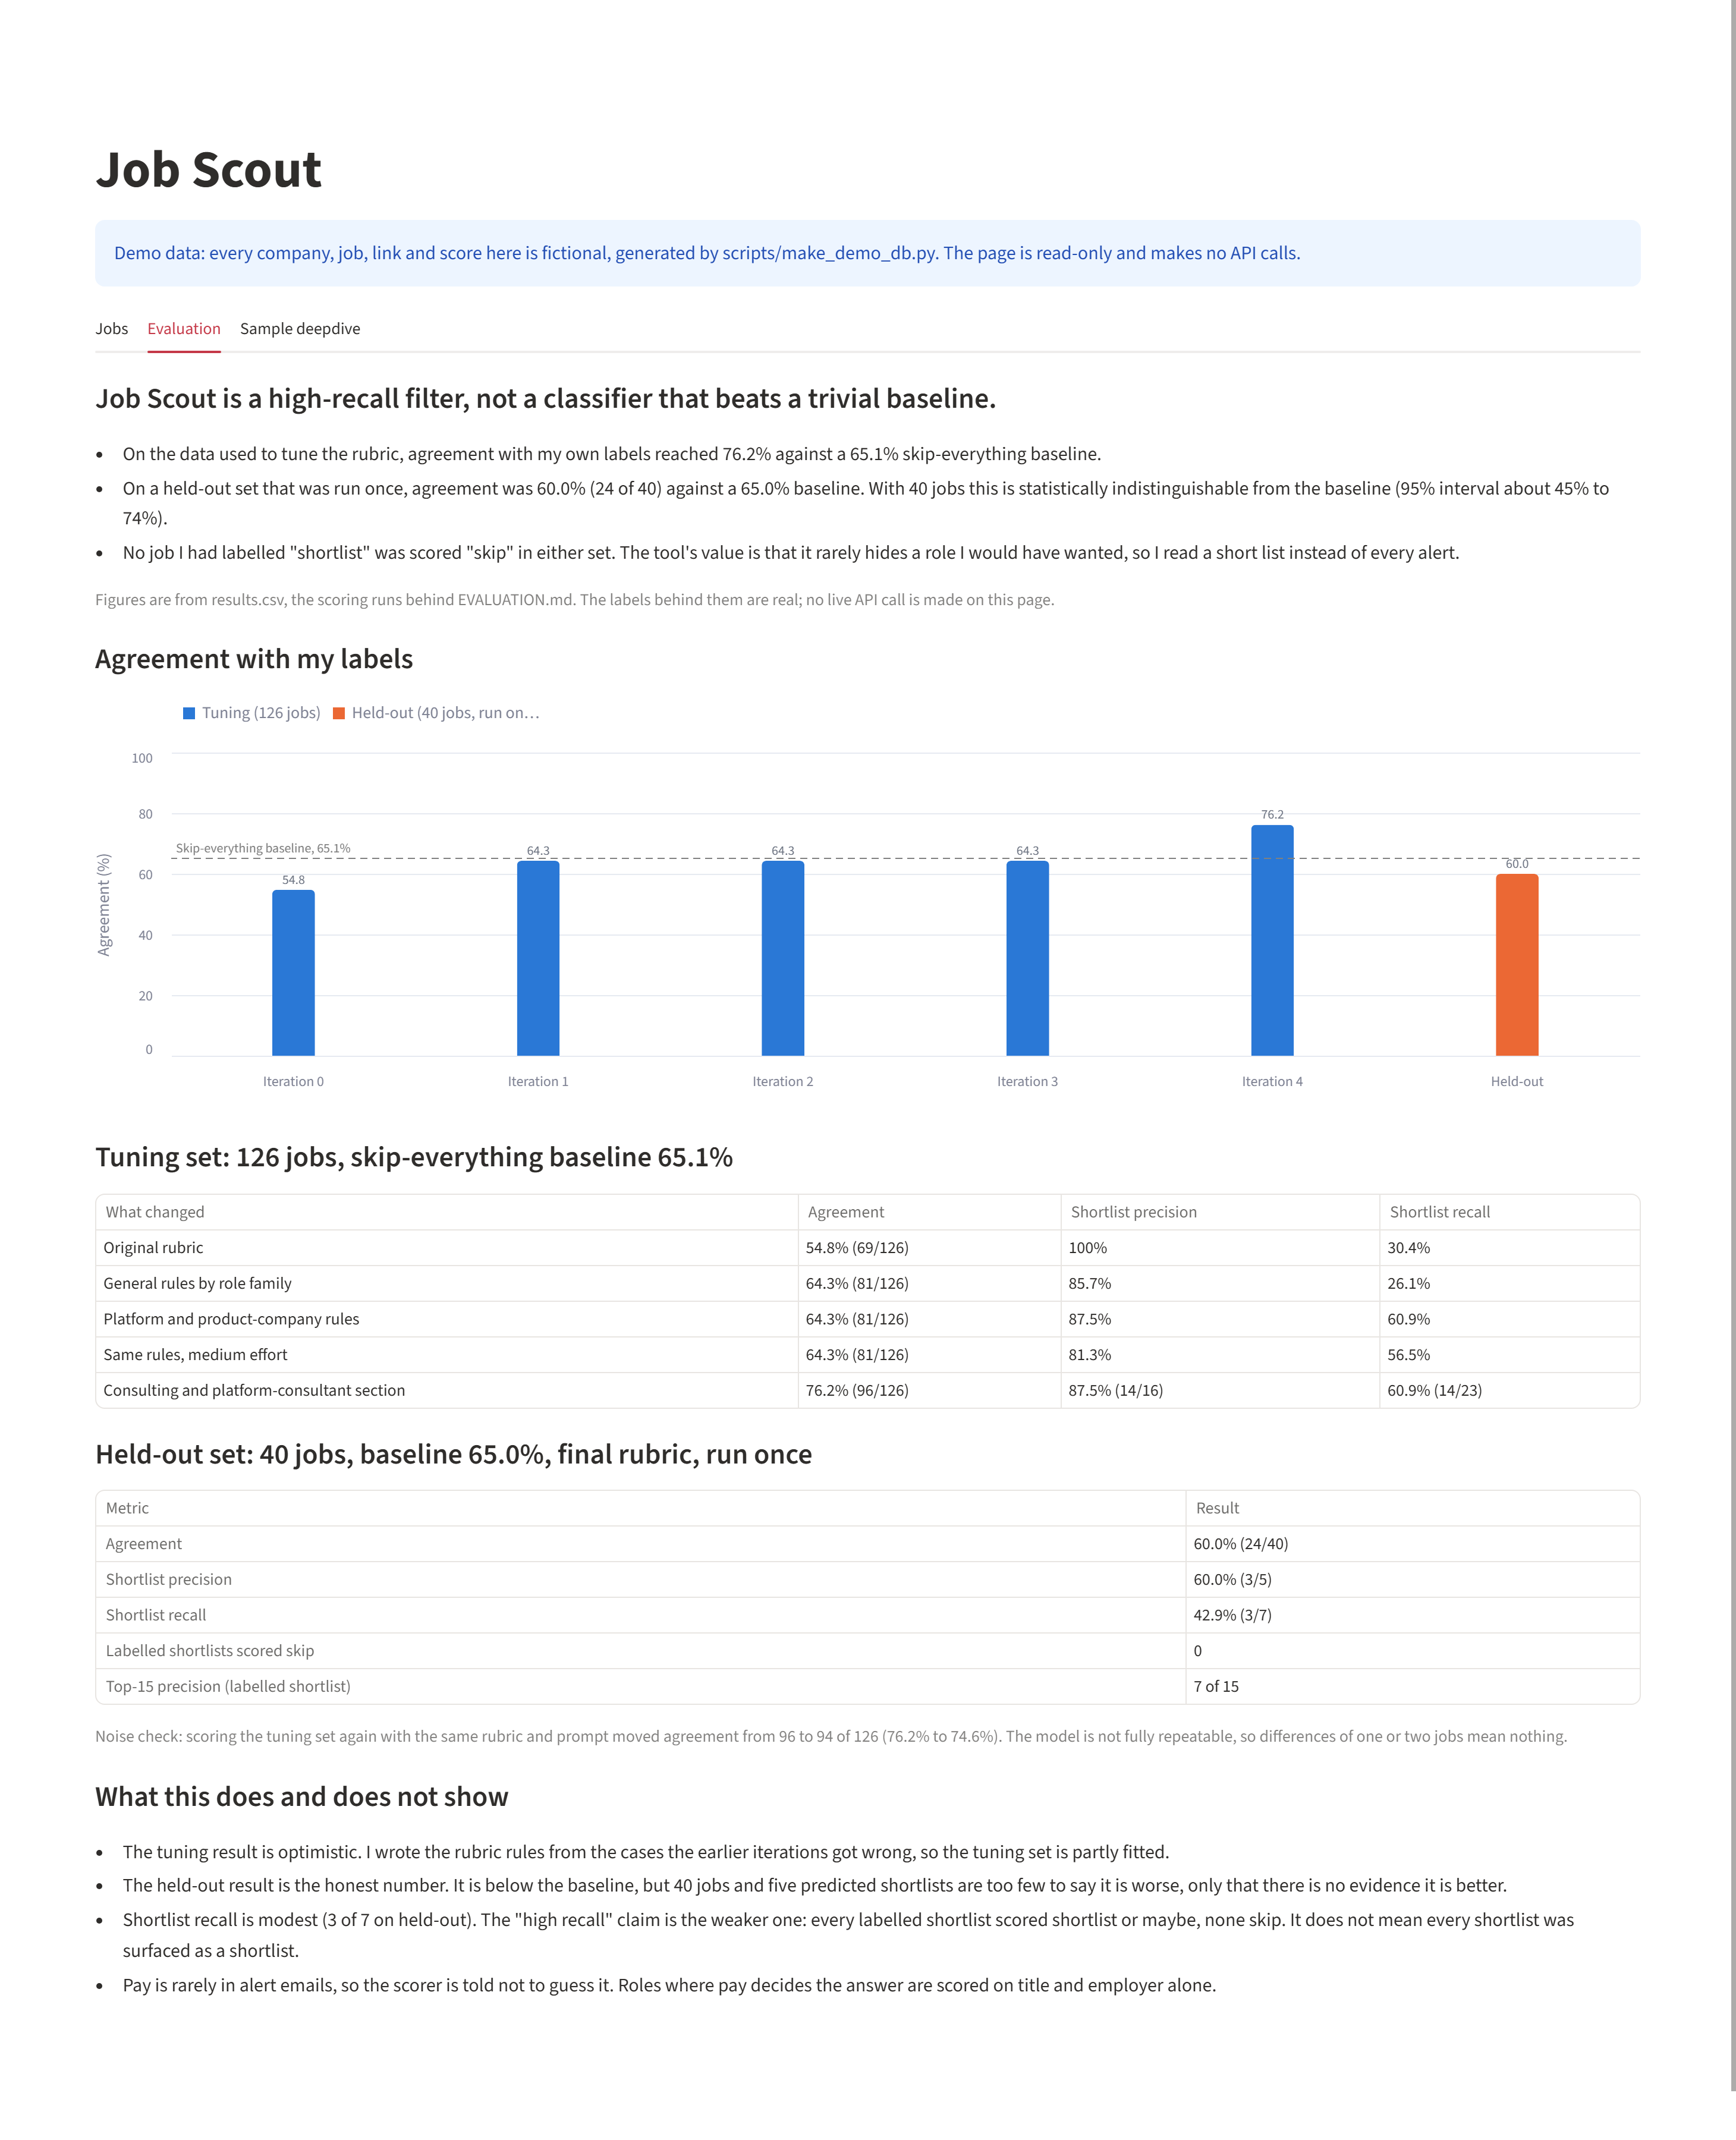 Job Scout
Demo data: every company, job, link and score here is fictional, generated by scripts/make_demo_db.py. The page is read-only and makes no API calls.
Jobs Evaluation Sample deepdive
Job Scout is a high-recall filter, not a classifier that beats a trivial baseline.
• On the data used to tune the rubric, agreement with my own labels reached 76.2% against a 65.1% skip-everything baseline.
• On a held-out set that was run once, agreement was 60.0% (24 of 40) against a 65.0% baseline. With 40 jobs this is statistically indistinguishable from the baseline (95% interval about 45% to
74%).
• No job I had labelled "shortlist" was scored "skip" in either set. The tool's value is that it rarely hides a role I would have wanted, so I read a short list instead of every alert.
Figures are from results.csv, the scoring runs behind EVALUATION.md. The labels behind them are real; no live API call is made on this page.
Agreement with my labels
Tuning (126 jobs) Held-out (40 jobs, run on…
Agreement (%)
100
80
60
40
20
0
Skip-everything baseline, 65.1%
54.8
64.3
64.3
64.3
76.2
60.0
Iteration 0 Iteration 1 Iteration 2 Iteration 3 Iteration 4 Held-out
Tuning set: 126 jobs, skip-everything baseline 65.1%
What changed Agreement Shortlist precision Shortlist recall
Original rubric 54.8% (69/126) 100% 30.4%
General rules by role family 64.3% (81/126) 85.7% 26.1%
Platform and product-company rules 64.3% (81/126) 87.5% 60.9%
Same rules, medium effort 64.3% (81/126) 81.3% 56.5%
Consulting and platform-consultant section 76.2% (96/126) 87.5% (14/16) 60.9% (14/23)
Held-out set: 40 jobs, baseline 65.0%, final rubric, run once
Metric Result
Agreement 60.0% (24/40)
Shortlist precision 60.0% (3/5)
Shortlist recall 42.9% (3/7)
Labelled shortlists scored skip 0
Top-15 precision (labelled shortlist) 7 of 15
Noise check: scoring the tuning set again with the same rubric and prompt moved agreement from 96 to 94 of 126 (76.2% to 74.6%). The model is not fully repeatable, so differences of one or two jobs mean nothing.
What this does and does not show
• The tuning result is optimistic. I wrote the rubric rules from the cases the earlier iterations got wrong, so the tuning set is partly fitted.
• The held-out result is the honest number. It is below the baseline, but 40 jobs and five predicted shortlists are too few to say it is worse, only that there is no evidence it is better.
• Shortlist recall is modest (3 of 7 on held-out). The "high recall" claim is the weaker one: every labelled shortlist scored shortlist or maybe, none skip. It does not mean every shortlist was
surfaced as a shortlist.
• Pay is rarely in alert emails, so the scorer is told not to guess it. Roles where pay decides the answer are scored on title and employer alone.